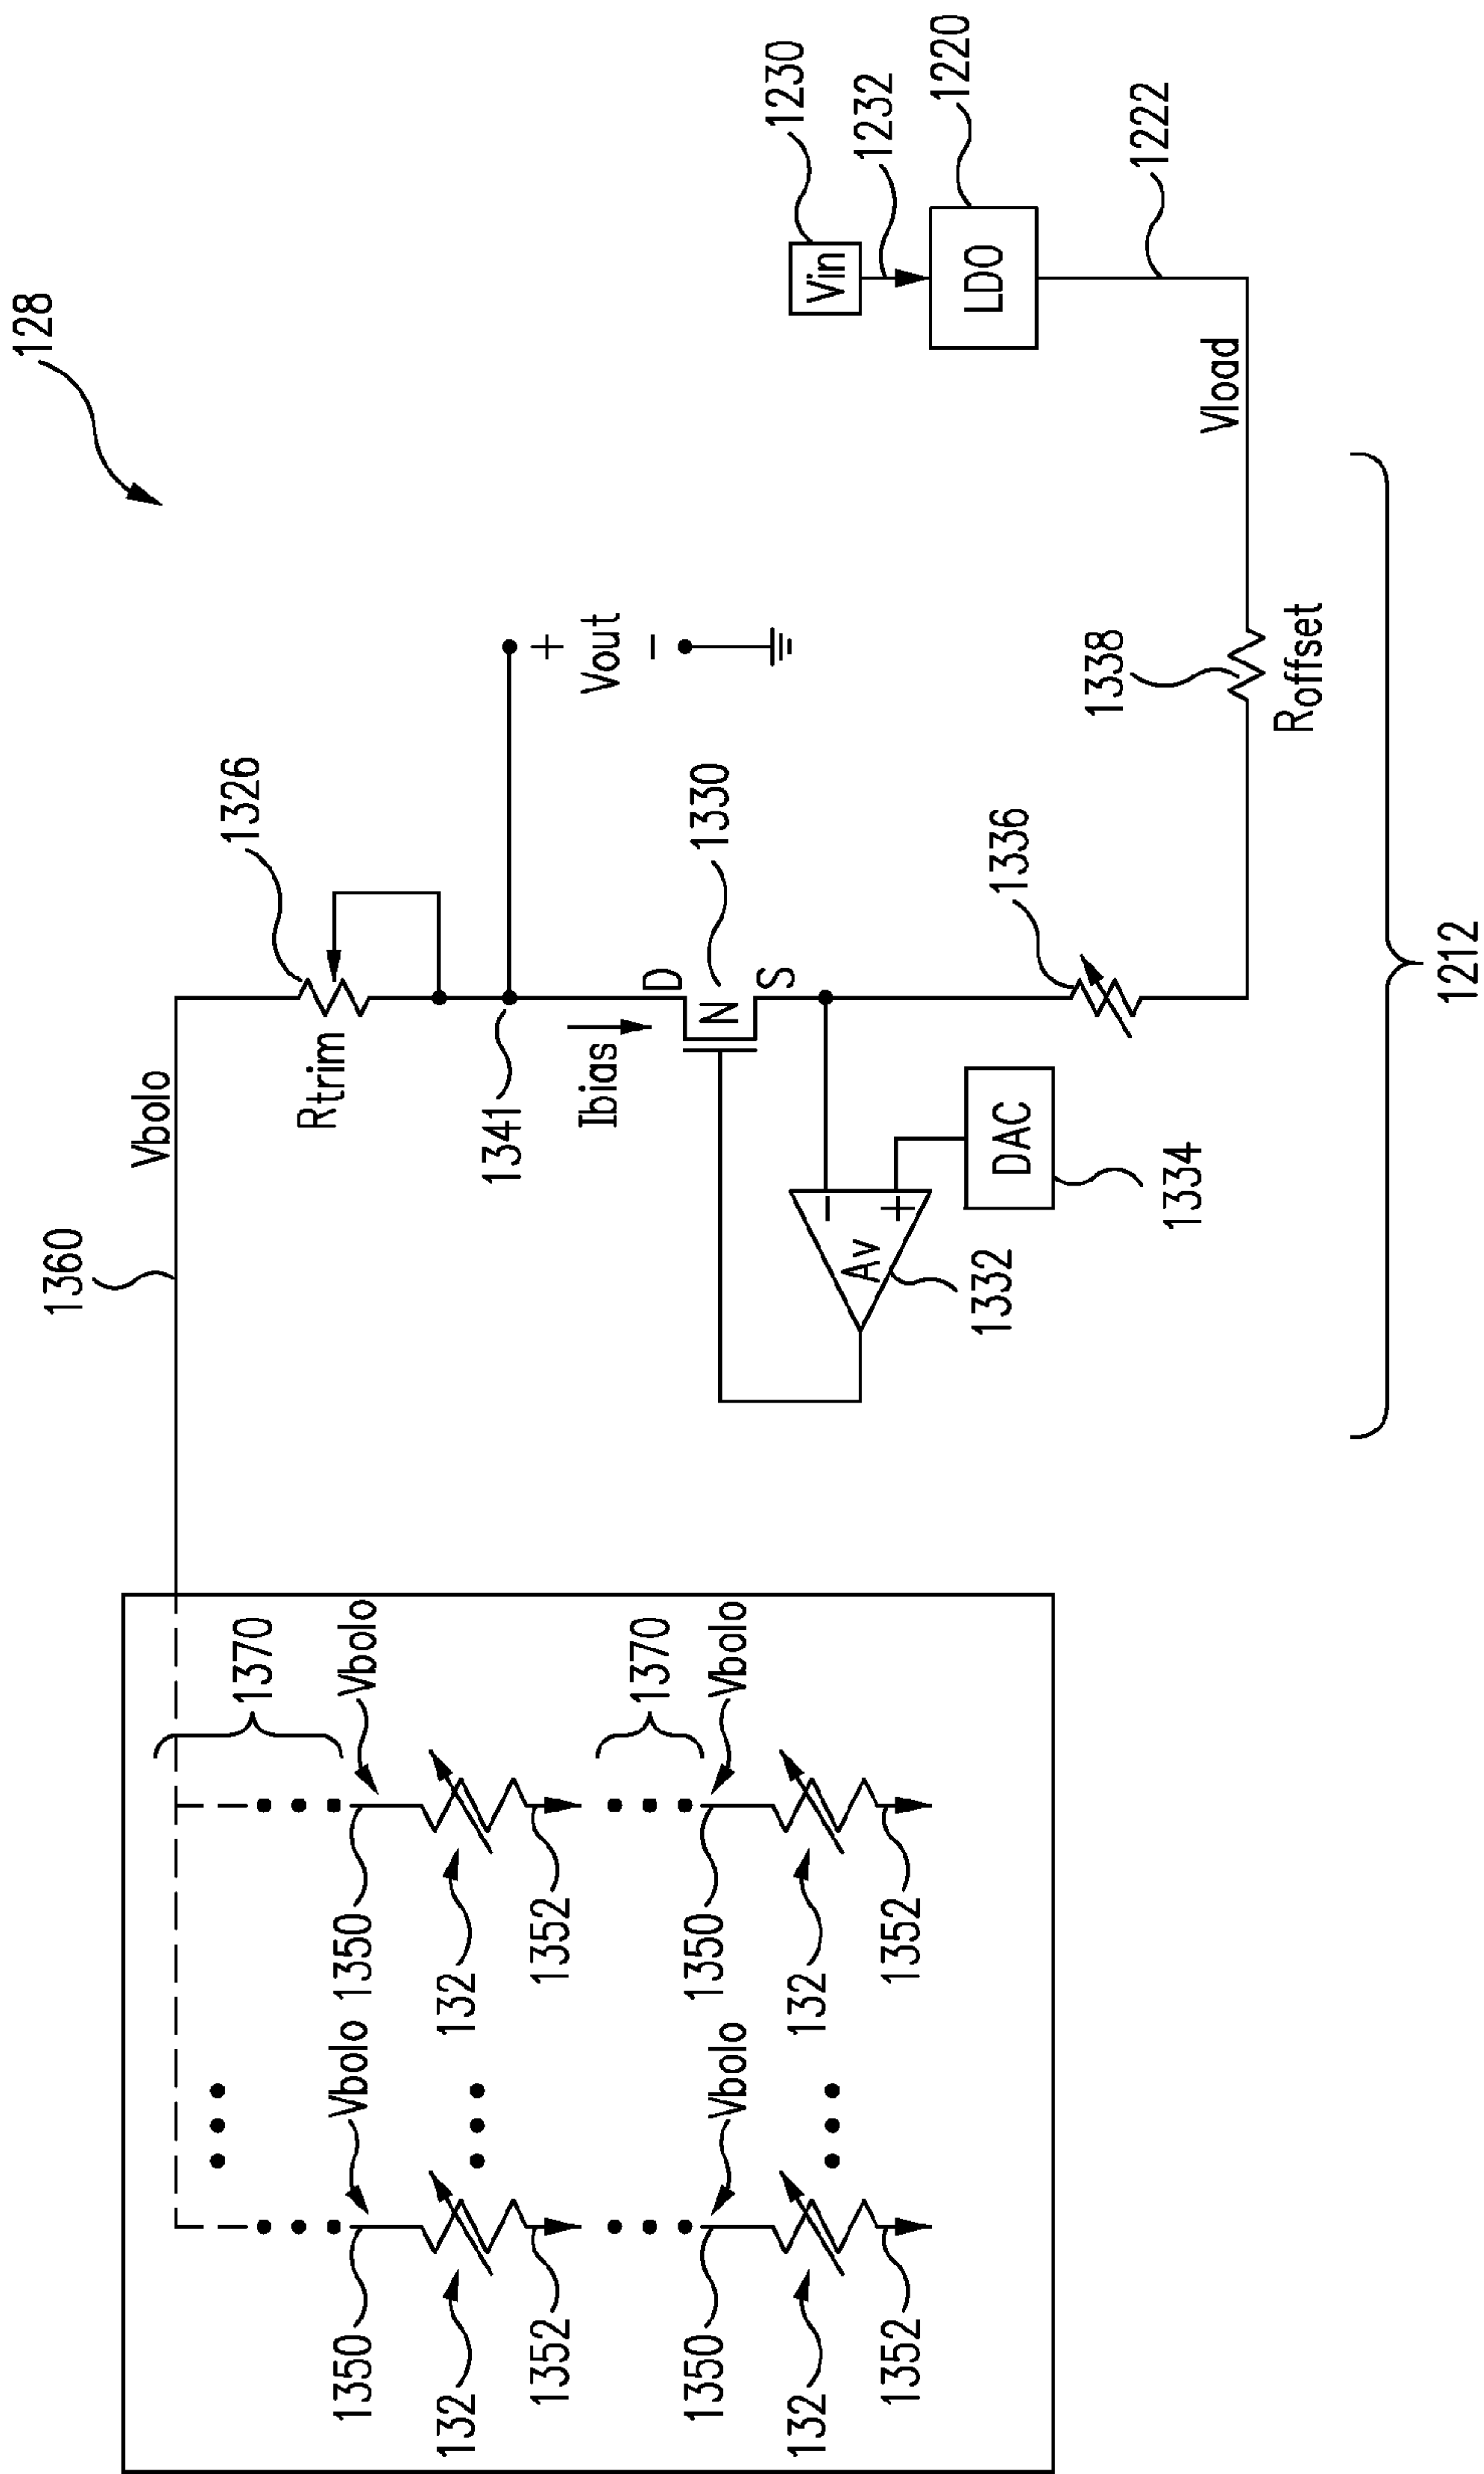 128
1360
Vbolo
1326
Rtrim
1341
Ibias
D
N
S
1330
+
Vout
−
1230
Vin
1232
1220
LDO
1222
Vload
Av
−
+
1332
DAC
1334
1336
1338
Roffset
1212
1370
Vbolo
Vbolo
1350
1350
132
132
1352
1352
1370
Vbolo
Vbolo
1350
1350
132
132
1352
1352